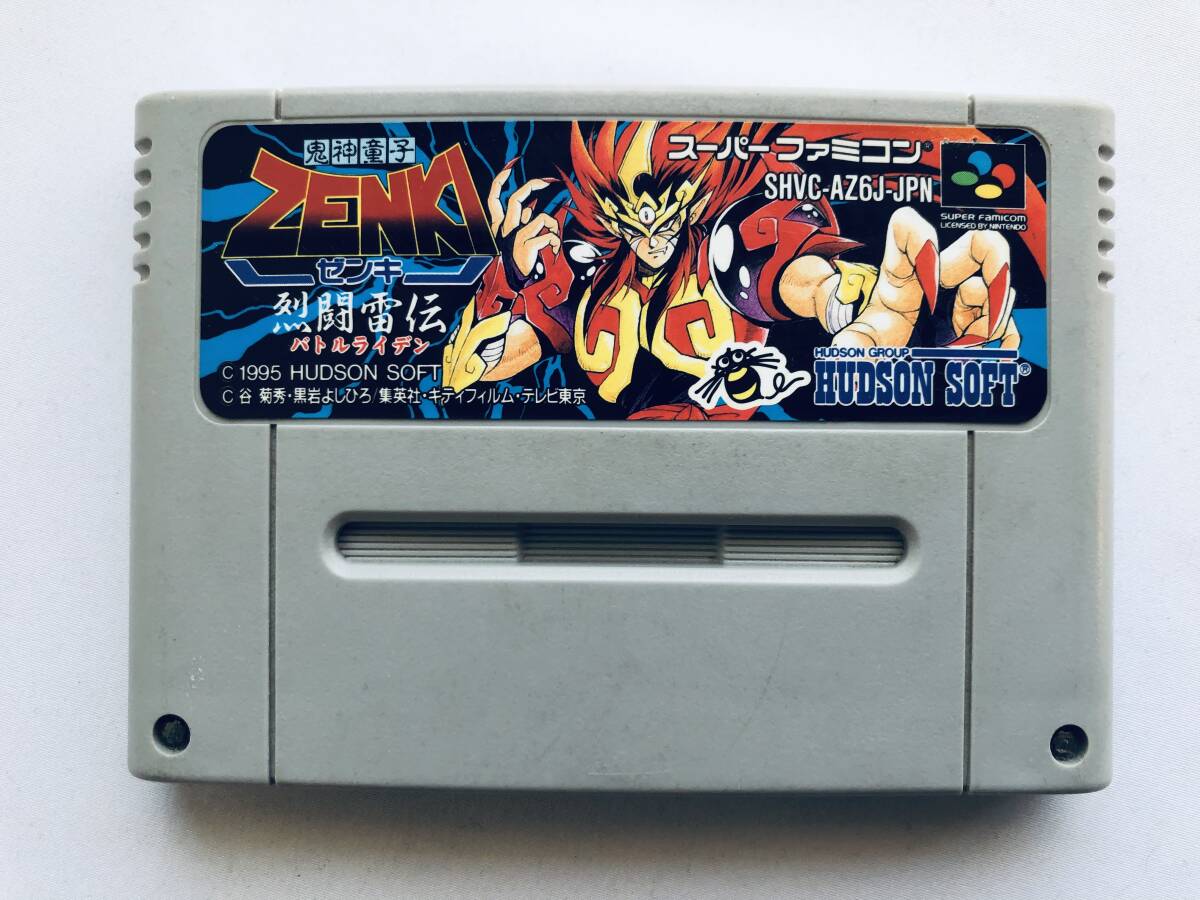 鬼神童子
ZENKI
ゼンキ
烈闘雷伝
バトルライデン
C 1995 HUDSON SOFT
C 谷 菊秀・黒岩よしひろ/集英社・キティフィルム・テレビ東京
スーパーファミコン®
SHVC-AZ6J-JPN
SUPER FAMICOM
LICENSED BY NINTENDO
HUDSON GROUP
HUDSON SOFT®